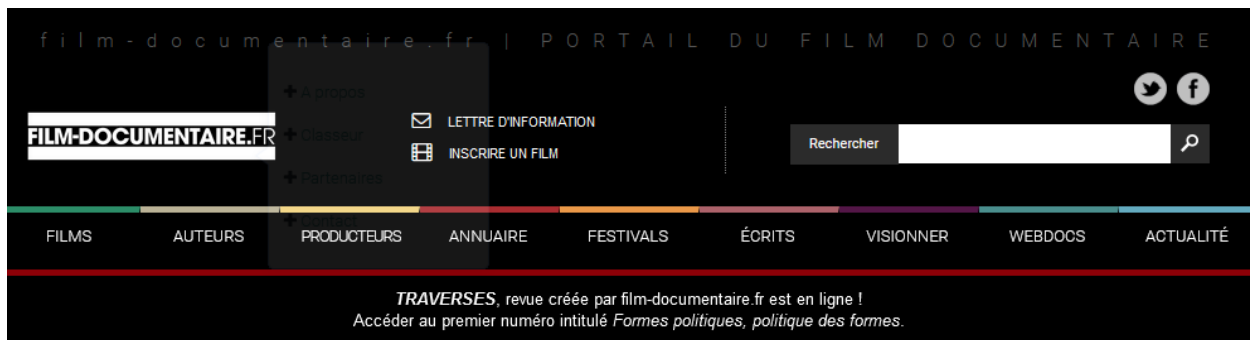 film-documentaire.fr | PORTAIL DU FILM DOCUMENTAIRE
A propos
FILM-DOCUMENTAIRE.FR
Classeur
Partenaires
Contact
LETTRE D'INFORMATION
INSCRIRE UN FILM
Rechercher
FILMS AUTEURS PRODUCTEURS ANNUAIRE FESTIVALS ÉCRITS VISIONNER WEBDOCS ACTUALITÉ
TRAVERSES, revue créée par film-documentaire.fr est en ligne !
Accéder au premier numéro intitulé Formes politiques, politique des formes.